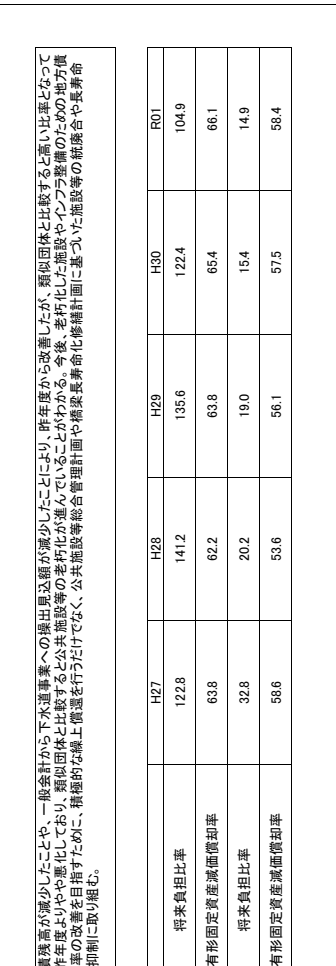 債残高が減少したことや、一般会計から下水道事業への操出見込額が減少したことにより、昨年度から改善したが、類似団体と比較すると高い比率となって
昨年度よりやや悪化しており、類似団体と比較すると公共施設等の老朽化が進んでいることがわかる。今後、老朽化した施設やインフラ整備のための地方債
率の改善を目指すために、積極的な繰上償還を行うだけでなく、公共施設等総合管理計画や橋梁長寿命化修繕計画に基づいた施設等の統廃合や長寿命
抑制に取り組む。
H27 H28 H29 H30 R01
将来負担比率 122.8 141.2 135.6 122.4 104.9
有形固定資産減価償却率 63.8 62.2 63.8 65.4 66.1
将来負担比率 32.8 20.2 19.0 15.4 14.9
有形固定資産減価償却率 58.6 53.6 56.1 57.5 58.4